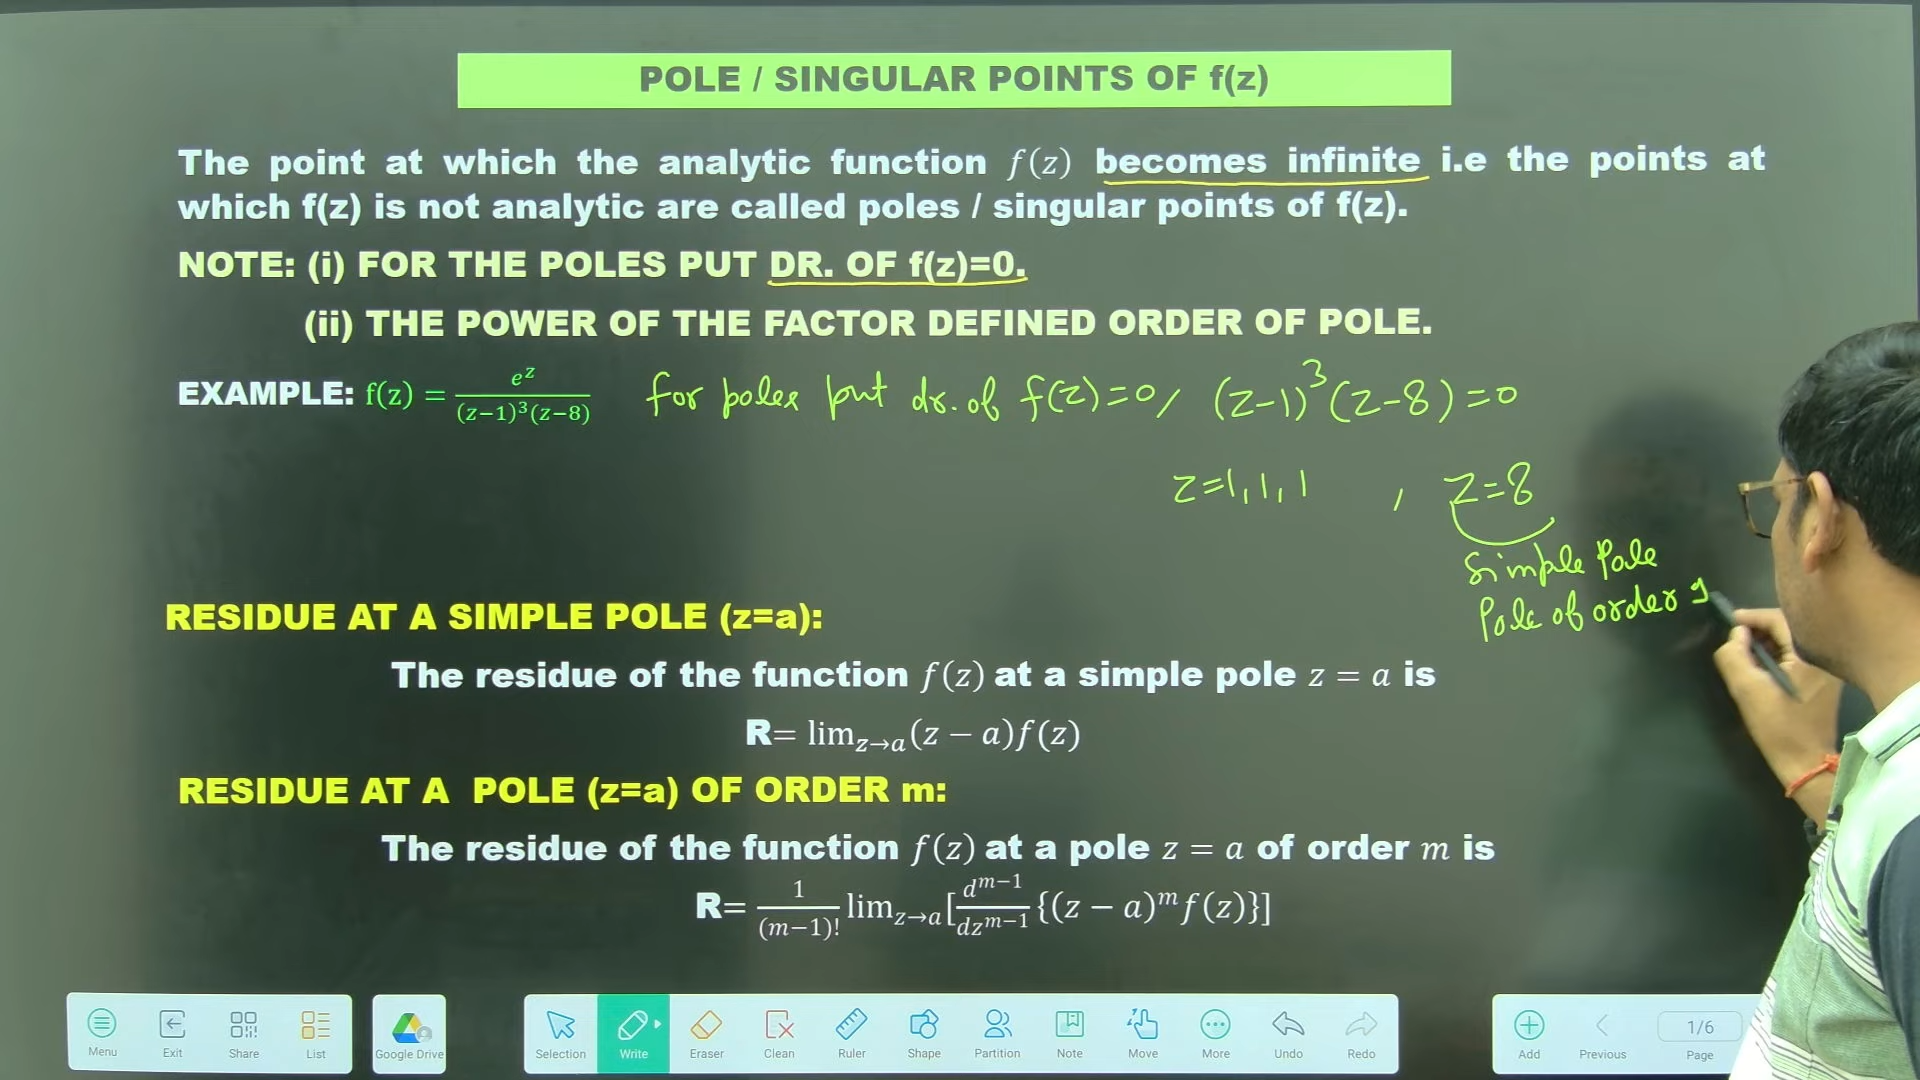 POLE / SINGULAR POINTS OF f(z)
The point at which the analytic function f(z) becomes infinite i.e the points at
which f(z) is not analytic are called poles / singular points of f(z).
NOTE: (i) FOR THE POLES PUT DR. OF f(z)=0.
(ii) THE POWER OF THE FACTOR DEFINED ORDER OF POLE.
EXAMPLE: f(z) = e^z/((z−1)^3(z−8)) for poles put dr. of f(z)=0, (z-1)^3(z-8)=0
z=1,1,1 , z=8
Simple Pole
Pole of order 1
RESIDUE AT A SIMPLE POLE (z=a):
The residue of the function f(z) at a simple pole z = a is
R= lim_{z→a}(z − a)f(z)
RESIDUE AT A POLE (z=a) OF ORDER m:
The residue of the function f(z) at a pole z = a of order m is
R= 1/(m−1)! lim_{z→a}[d^{m−1}/dz^{m−1}{(z − a)^m f(z)}]
Menu Exit Share List Google Drive Selection Write Eraser Clean Ruler Shape Partition Note Move More Undo Redo Add Previous 1/6 Page